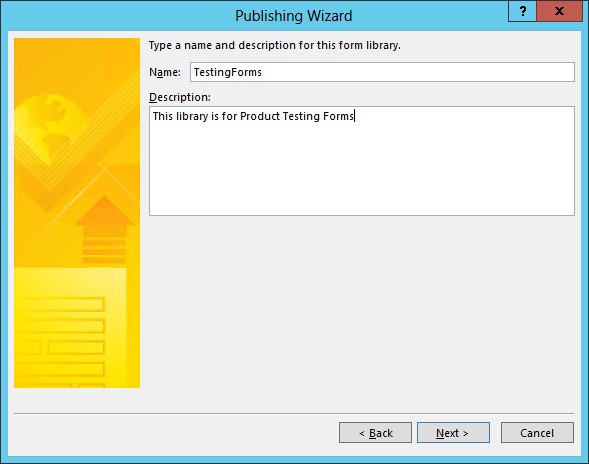 Publishing Wizard
?
x
Type a name and description for this form library.
Name: TestingForms
Description:
This library is for Product Testing Forms
< Back Next > Cancel